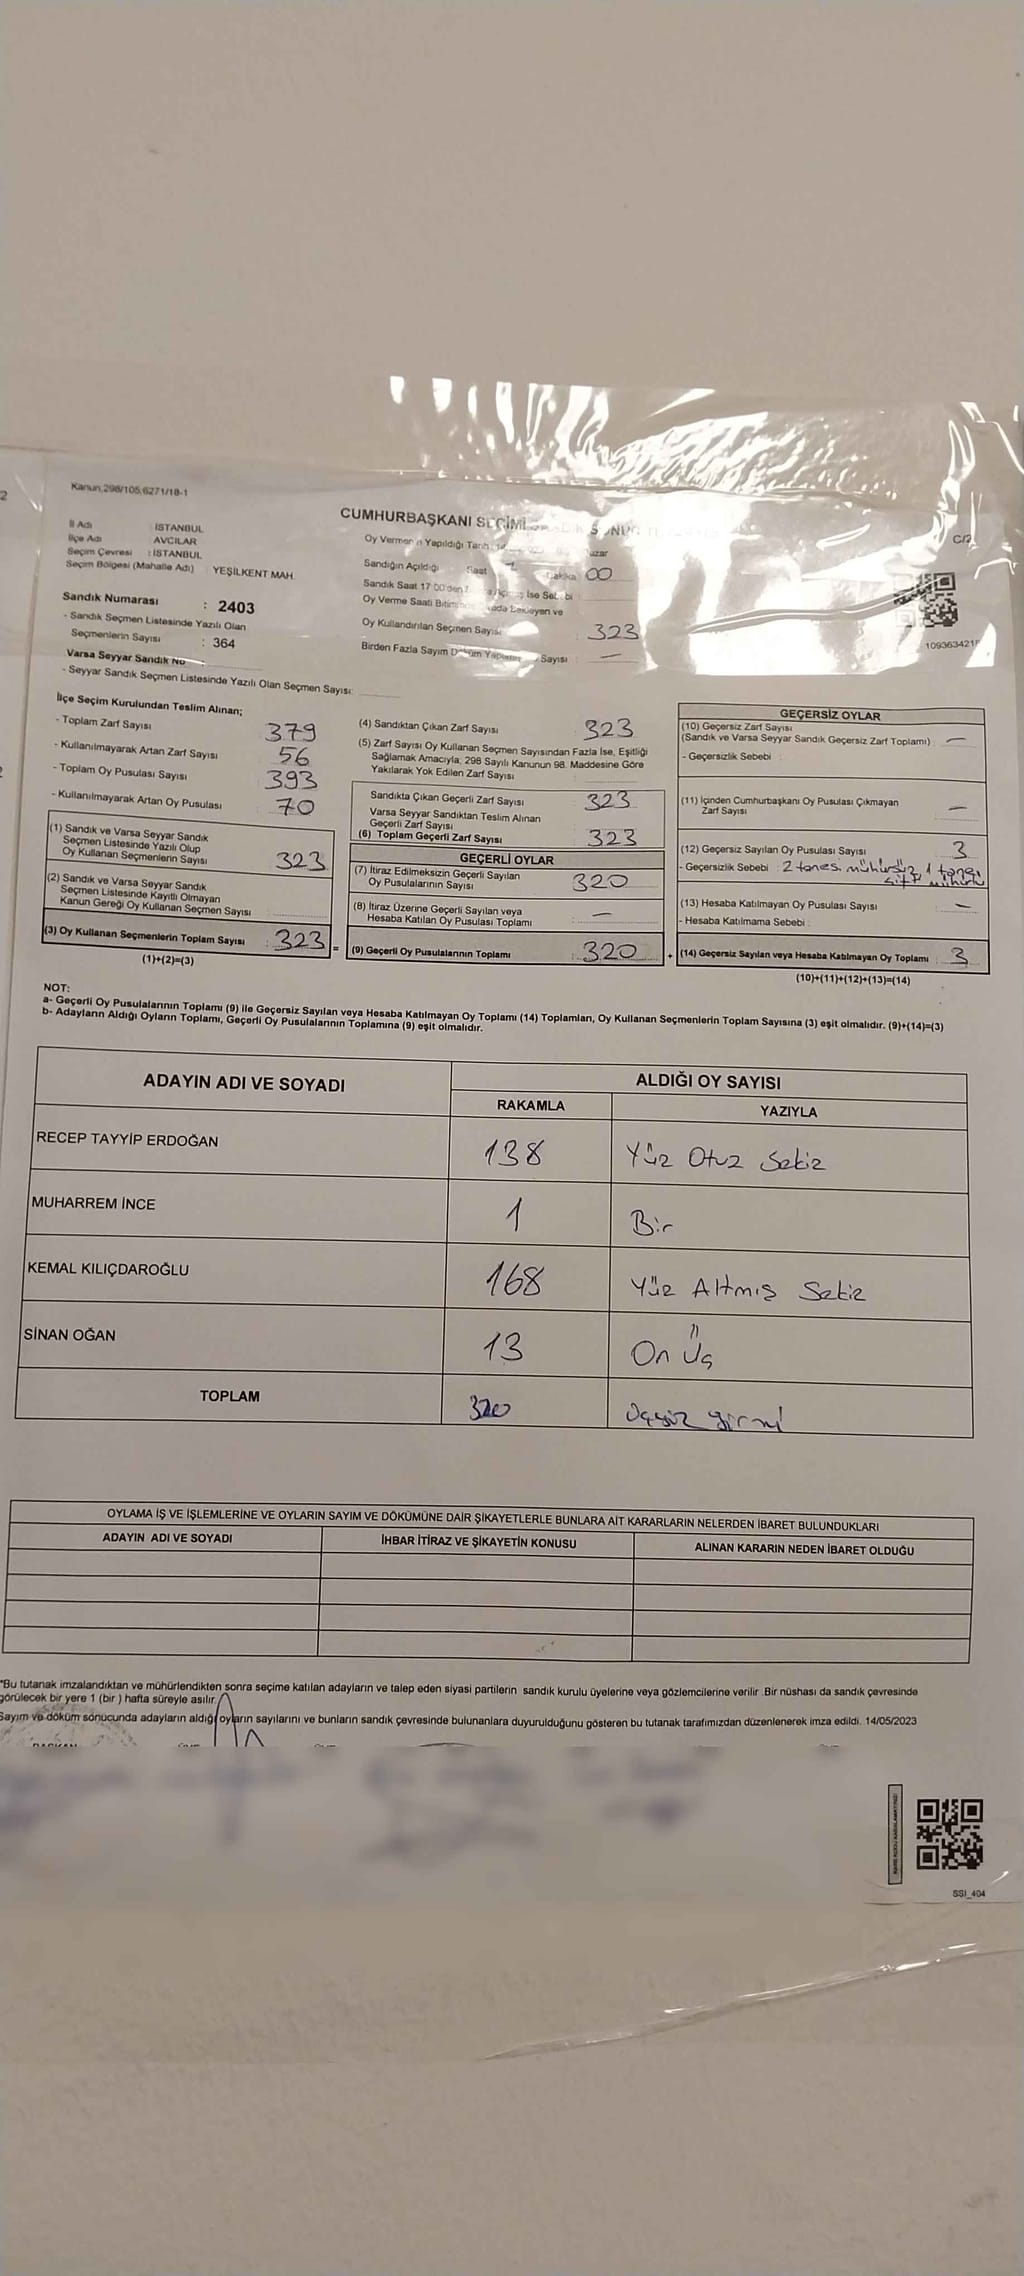 Kanun,298/105,6271/18-1
C/2
CUMHURBAŞKANI SEÇİMİ
İl Adı : İSTANBUL
İlçe Adı : AVCILAR
Seçim Çevresi : İSTANBUL
Seçim Bölgesi (Mahalle Adı) YEŞİLKENT MAH.
Sandık Numarası : 2403
- Sandık Seçmen Listesinde Yazılı Olan
Seçmenlerin Sayısı : 364
Varsa Seyyar Sandık No :
- Seyyar Sandık Seçmen Listesinde Yazılı Olan Seçmen Sayısı:
Oy Vermenin Yapıldığı Tarih
Sandığın Açıldığı Saat Dakika 00
Sandık Saat 17:00'den İse Sebebi :
Oy Verme Saati Bekleyen ve
Oy Kullandırılan Seçmen Sayısı : 323
Birden Fazla Sayım Döküm Sayısı : —
1093634215
İlçe Seçim Kurulundan Teslim Alınan;
- Toplam Zarf Sayısı 379
- Kullanılmayarak Artan Zarf Sayısı 56
- Toplam Oy Pusulası Sayısı 393
- Kullanılmayarak Artan Oy Pusulası 70
(1) Sandık ve Varsa Seyyar Sandık
Seçmen Listesinde Yazılı Olup
Oy Kullanan Seçmenlerin Sayısı : 323
(2) Sandık ve Varsa Seyyar Sandık
Seçmen Listesinde Kayıtlı Olmayan
Kanun Gereği Oy Kullanan Seçmen Sayısı :
(3) Oy Kullanan Seçmenlerin Toplam Sayısı : 323 =
(1)+(2)=(3)
(4) Sandıktan Çıkan Zarf Sayısı 323
(5) Zarf Sayısı Oy Kullanan Seçmen Sayısından Fazla İse, Eşitliği
Sağlamak Amacıyla, 298 Sayılı Kanunun 98. Maddesine Göre
Yakılarak Yok Edilen Zarf Sayısı :
Sandıkta Çıkan Geçerli Zarf Sayısı 323
Varsa Seyyar Sandıktan Teslim Alınan
Geçerli Zarf Sayısı
(6) Toplam Geçerli Zarf Sayısı : 323
GEÇERLİ OYLAR
(7) İtiraz Edilmeksizin Geçerli Sayılan
Oy Pusulalarının Sayısı 320
(8) İtiraz Üzerine Geçerli Sayılan veya
Hesaba Katılan Oy Pusulası Toplamı : —
(9) Geçerli Oy Pusulalarının Toplamı : 320 +
GEÇERSİZ OYLAR
(10) Geçersiz Zarf Sayısı
(Sandık ve Varsa Seyyar Sandık Geçersiz Zarf Toplamı) : —
- Geçersizlik Sebebi :
(11) İçinden Cumhurbaşkanı Oy Pusulası Çıkmayan
Zarf Sayısı : —
(12) Geçersiz Sayılan Oy Pusulası Sayısı : 3
- Geçersizlik Sebebi : 2 tanesi mühürsüz, 1 tanesi
çift mühürlü
(13) Hesaba Katılmayan Oy Pusulası Sayısı : —
- Hesaba Katılmama Sebebi :
(14) Geçersiz Sayılan veya Hesaba Katılmayan Oy Toplamı : 3
(10)+(11)+(12)+(13)=(14)
NOT:
a- Geçerli Oy Pusulalarının Toplamı (9) ile Geçersiz Sayılan veya Hesaba Katılmayan Oy Toplamı (14) Toplamları, Oy Kullanan Seçmenlerin Toplam Sayısına (3) eşit olmalıdır. (9)+(14)=(3)
b- Adayların Aldığı Oyların Toplamı, Geçerli Oy Pusulalarının Toplamına (9) eşit olmalıdır.
ADAYIN ADI VE SOYADI ALDIĞI OY SAYISI
RAKAMLA YAZIYLA
RECEP TAYYİP ERDOĞAN 138 Yüz Otuz Sekiz
MUHARREM İNCE 1 Bir
KEMAL KILIÇDAROĞLU 168 Yüz Altmış Sekiz
SİNAN OĞAN 13 On Üç
TOPLAM 320 üçyüz yirmi
OYLAMA İŞ VE İŞLEMLERİNE VE OYLARIN SAYIM VE DÖKÜMÜNE DAİR ŞİKAYETLERLE BUNLARA AİT KARARLARIN NELERDEN İBARET BULUNDUKLARI
ADAYIN ADI VE SOYADI İHBAR İTİRAZ VE ŞİKAYETİN KONUSU ALINAN KARARIN NEDEN İBARET OLDUĞU
*Bu tutanak imzalandıktan ve mühürlendikten sonra seçime katılan adayların ve talep eden siyasi partilerin sandık kurulu üyelerine veya gözlemcilerine verilir .Bir nüshası da sandık çevresinde
görülecek bir yere 1 (bir ) hafta süreyle asılır.
Sayım ve döküm sonucunda adayların aldığı oyların sayılarını ve bunların sandık çevresinde bulunanlara duyurulduğunu gösteren bu tutanak tarafımızdan düzenlenerek imza edildi. 14/05/2023
BAŞKAN
SSI_404